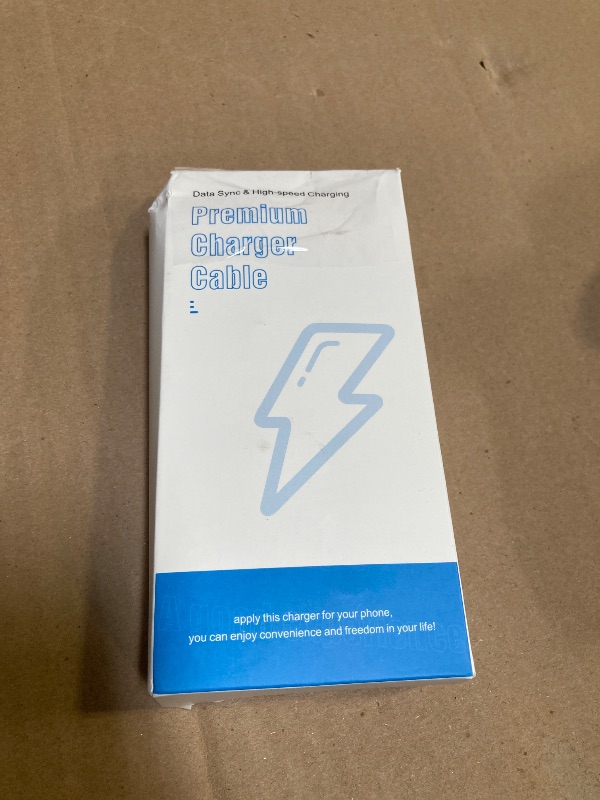 Data Sync & High-speed Charging
Premium
Charger
Cable
apply this charger for your phone,
you can enjoy convenience and freedom in your life!